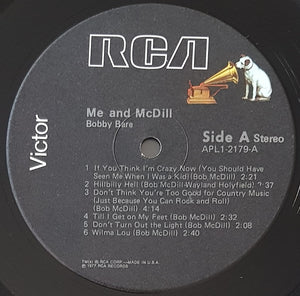 RCA
Victor
Me and McDill
Bobby Bare
Side A Stereo
APL1-2179-A
1 If You Think I'm Crazy Now (You Should Have
Seen Me When I Was a Kid) (Bob McDill) 2:21
2 Hillbilly Hell (Bob McDill-Wayland Holyfield) 2:37
3 Don't Think You're Too Good for Country Music
(Just Because You Can Rock and Roll)
(Bob McDill) 4:14
4 Till I Get on My Feet (Bob McDill) 2:32
5 Don't Turn Out the Light (Bob McDill) 2:08
6 Wilma Lou (Bob McDill) 2:40
TM(s) ® RCA CORP.—MADE IN U.S.A.
℗ 1977 RCA RECORDS